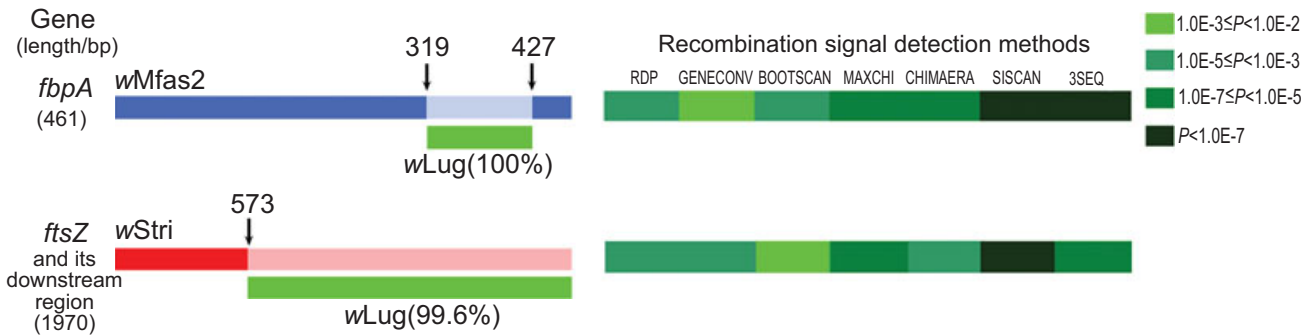 Gene
(length/bp)
319
427
Recombination signal detection methods
RDP GENECONV BOOTSCAN MAXCHI CHIMAERA SISCAN 3SEQ
fbpA
(461)
wMfas2
wLug(100%)
573
ftsZ
and its
downstream
region
(1970)
wStri
wLug(99.6%)
1.0E-3≤P<1.0E-2
1.0E-5≤P<1.0E-3
1.0E-7≤P<1.0E-5
P<1.0E-7